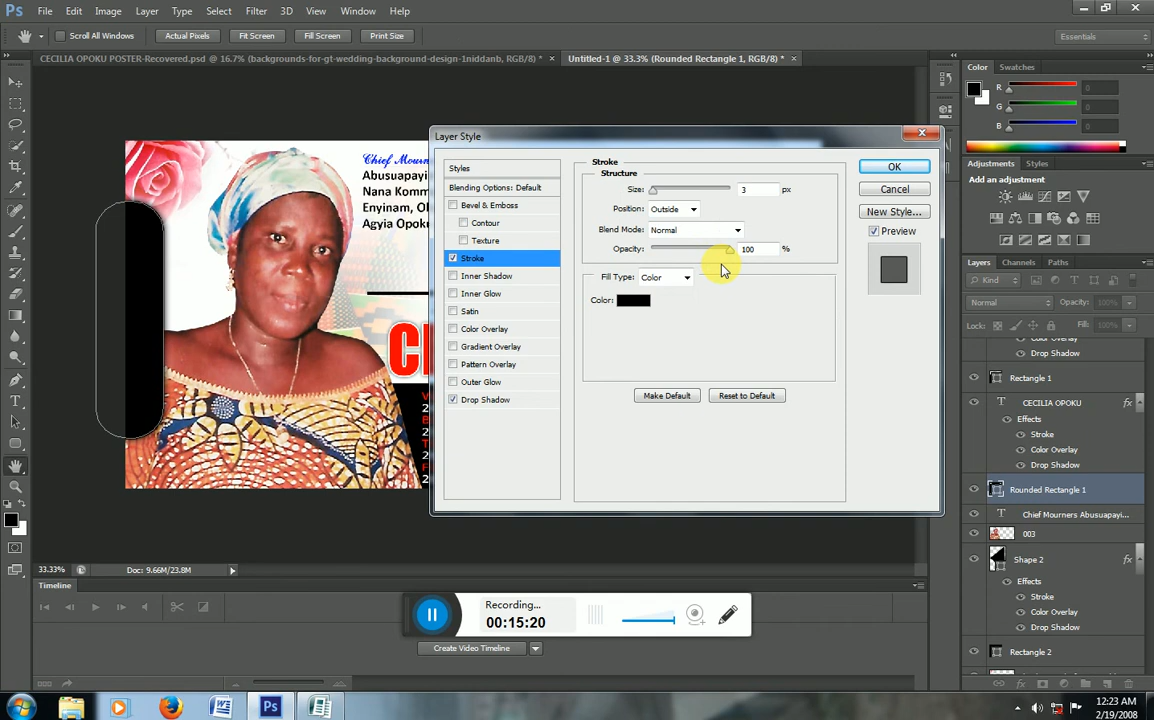 Ps File Edit Image Layer Type Select Filter 3D View Window Help
Scroll All Windows Actual Pixels Fit Screen Fill Screen Print Size Essentials
CECILIA OPOKU POSTER-Recovered.psd @ 16.7% (backgrounds-for-gt-wedding-background-design-1niddanb, RGB/8) * × Untitled-1 @ 33.3% (Rounded Rectangle 1, RGB/8) * ×
Color Swatches
R 0
G 0
B 0
Adjustments Styles
Add an adjustment
Layers Channels Paths
Kind
Normal Opacity: 100%
Lock: Fill: 100%
Drop Shadow
Rectangle 1
CECILIA OPOKU fx
Effects
Stroke
Color Overlay
Drop Shadow
Rounded Rectangle 1
Chief Mourners Abusuapayi...
003
Shape 2 fx
Effects
Stroke
Color Overlay
Drop Shadow
Rectangle 2
Layer Style
Styles
Blending Options: Default
Bevel & Emboss
Contour
Texture
Stroke
Inner Shadow
Inner Glow
Satin
Color Overlay
Gradient Overlay
Pattern Overlay
Outer Glow
Drop Shadow
Stroke
Structure
Size: 3 px
Position: Outside
Blend Mode: Normal
Opacity: 100 %
Fill Type: Color
Color:
Make Default Reset to Default
OK
Cancel
New Style...
Preview
Chief Mourn
Abusuapayi
Nana Komm
Enyinam, Ol
Agyia Opoku
C
33.33% Doc: 9.66M/23.8M
Timeline
Recording...
00:15:20
Create Video Timeline
12:23 AM
2/19/2008